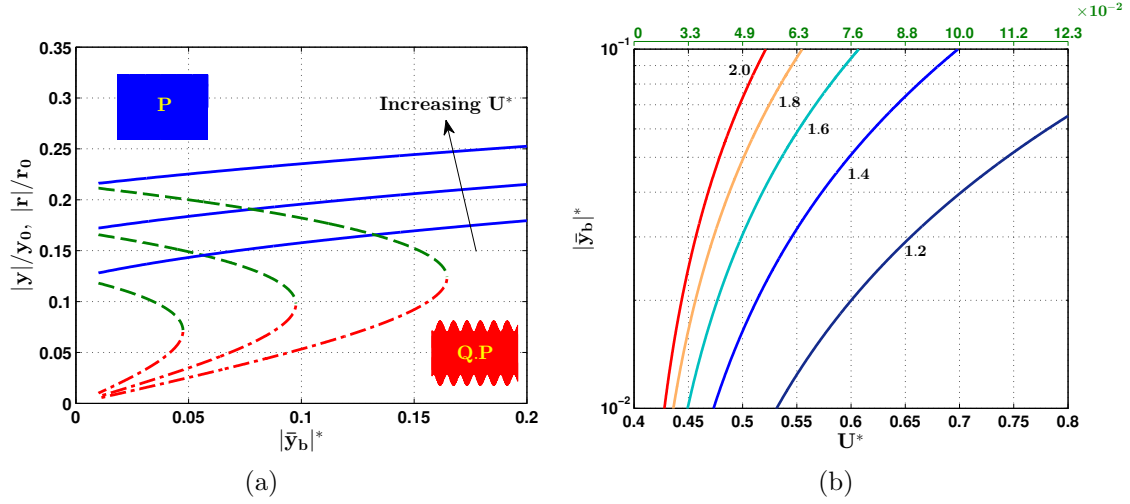 ×10⁻²
0 3.3 4.9 6.3 7.6 8.8 10.0 11.2 12.3
0.35
0.3
0.25
0.2
0.15
0.1
0.05
0
0 0.05 0.1 0.15 0.2
|y|/y₀, |r|/r₀
|ȳ_b|*
P
Increasing U*
Q.P
(a)
10⁻¹
10⁻²
|ȳ_b|*
2.0
1.8
1.6
1.4
1.2
0.4 0.45 0.5 0.55 0.6 0.65 0.7 0.75 0.8
U*
(b)